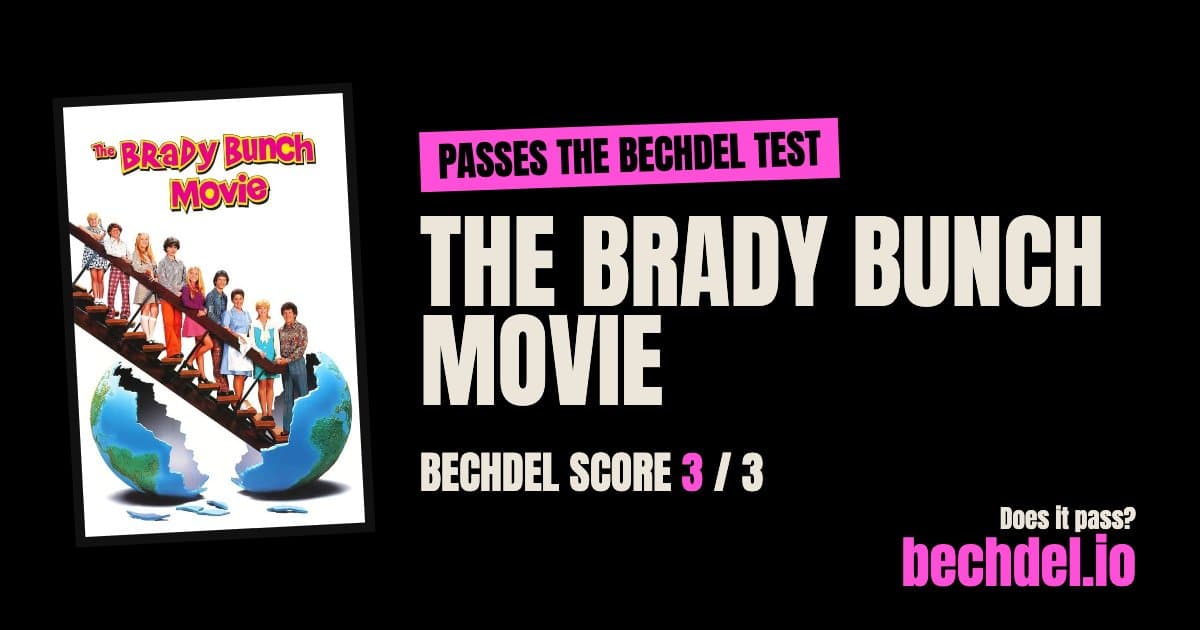 The Brady Bunch
Movie
PASSES THE BECHDEL TEST
THE BRADY BUNCH
MOVIE
BECHDEL SCORE 3 / 3
Does it pass?
bechdel.io